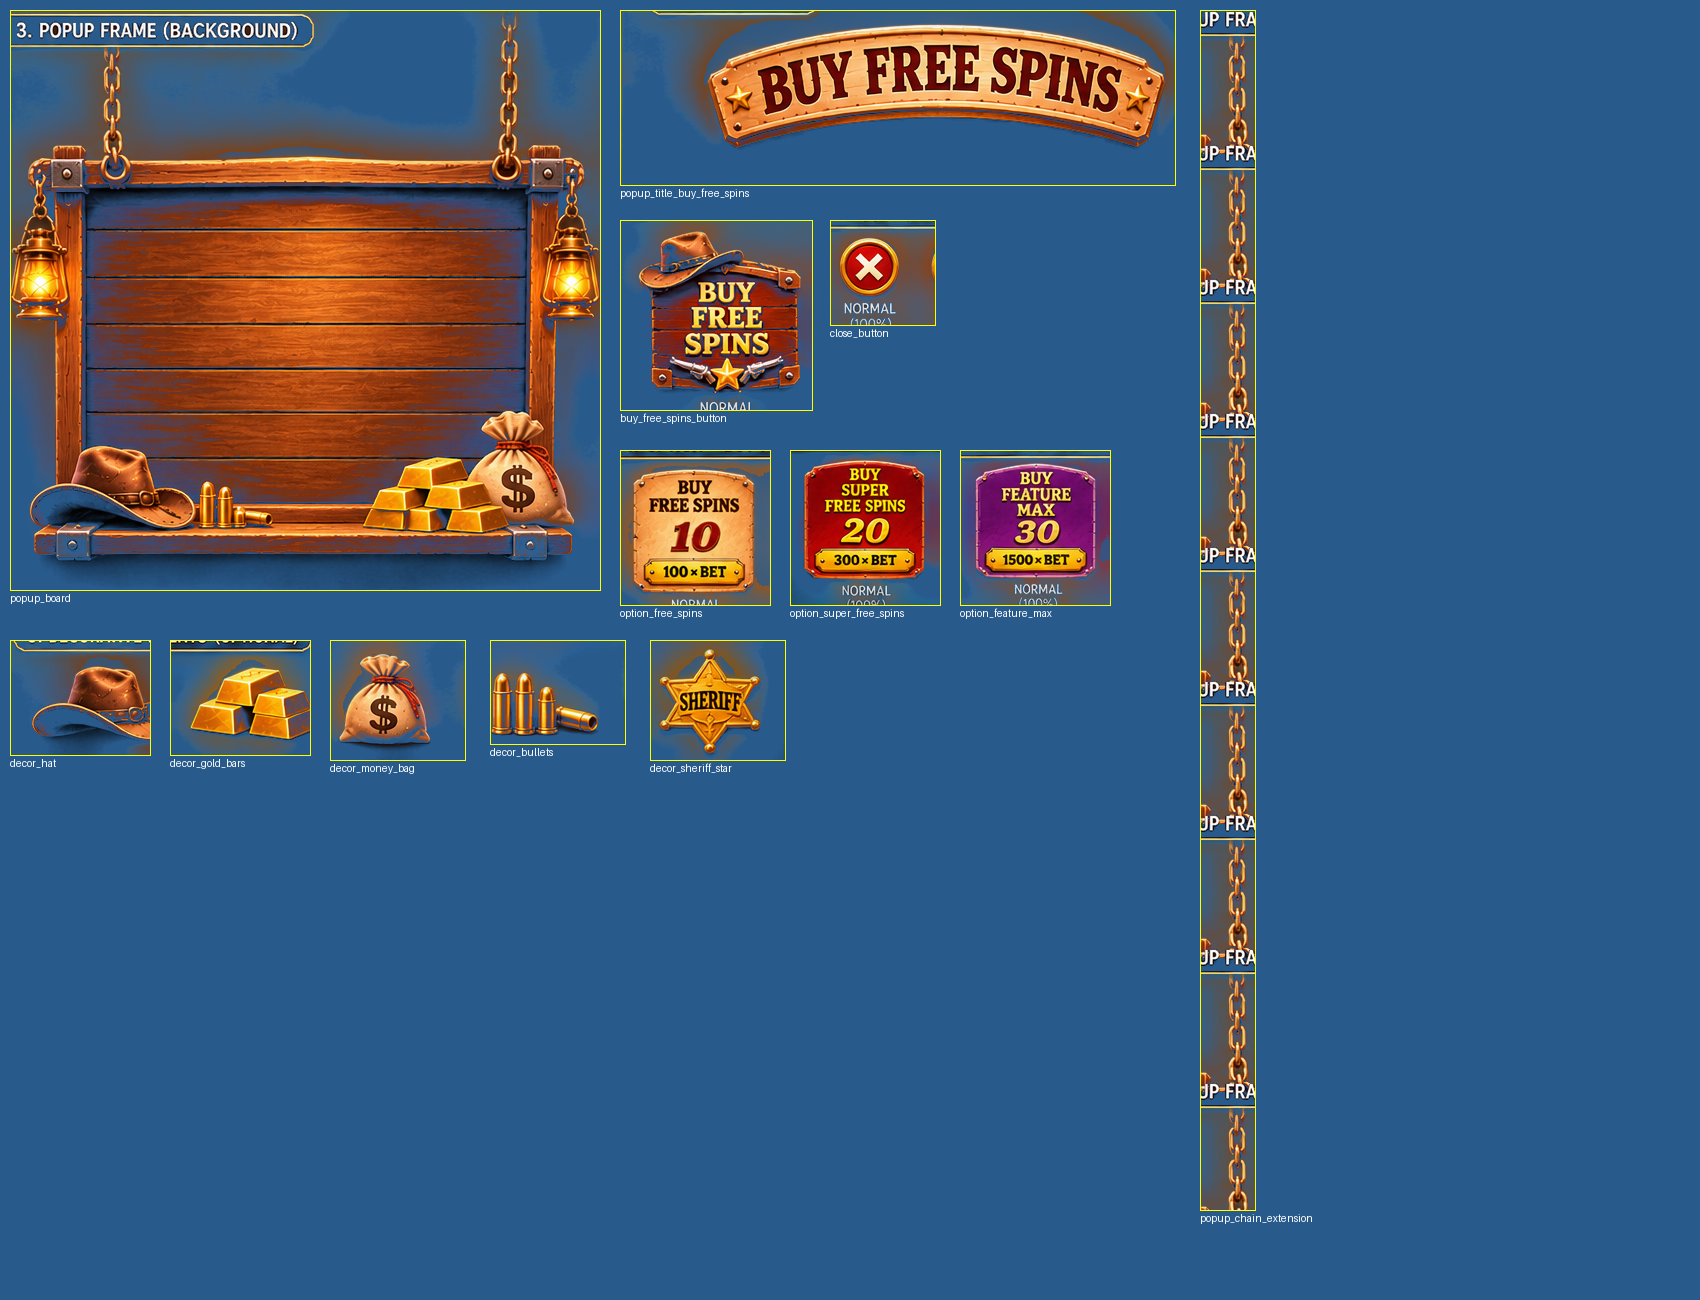 3. POPUP FRAME (BACKGROUND)
$
popup_board
BUY FREE SPINS
popup_title_buy_free_spins
BUY
FREE
SPINS
NORMAL
buy_free_spins_button
NORMAL
(100%)
close_button
BUY
FREE SPINS
10
100×BET
NORMAL
option_free_spins
BUY
SUPER
FREE SPINS
20
300×BET
NORMAL
(100%)
option_super_free_spins
BUY
FEATURE
MAX
30
1500×BET
NORMAL
(100%)
option_feature_max
decor_hat
decor_gold_bars
$
decor_money_bag
decor_bullets
SHERIFF
decor_sheriff_star
UP FRA
UP FRA
UP FRA
UP FRA
UP FRA
UP FRA
UP FRA
UP FRA
UP FRA
popup_chain_extension